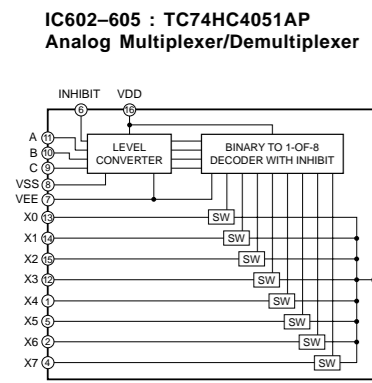 IC602–605 : TC74HC4051AP
Analog Multiplexer/Demultiplexer
INHIBIT VDD
6 16
A 11
B 10
C 9
VSS 8
VEE 7
LEVEL
CONVERTER
BINARY TO 1-OF-8
DECODER WITH INHIBIT
X0 13 SW
X1 14 SW
X2 15 SW
X3 12 SW
X4 1 SW
X5 5 SW
X6 2 SW
X7 4 SW